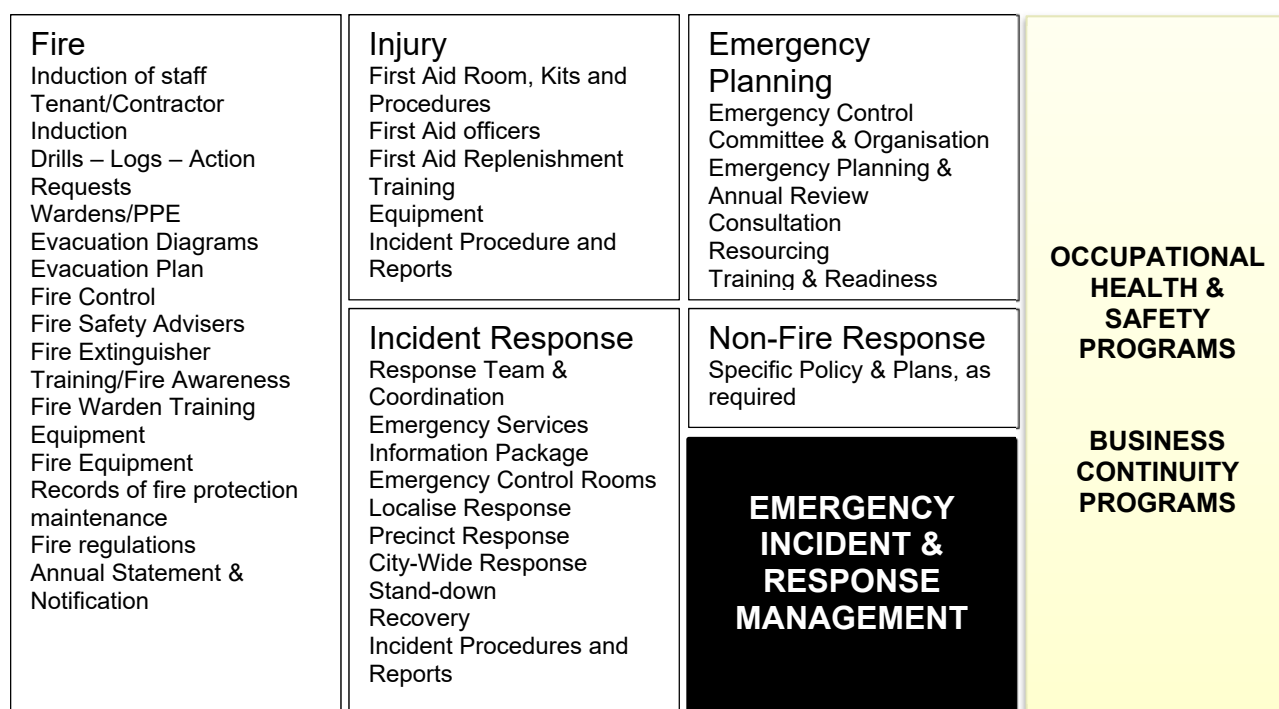 Fire
Induction of staff
Tenant/Contractor
Induction
Drills – Logs – Action
Requests
Wardens/PPE
Evacuation Diagrams
Evacuation Plan
Fire Control
Fire Safety Advisers
Fire Extinguisher
Training/Fire Awareness
Fire Warden Training
Equipment
Fire Equipment
Records of fire protection
maintenance
Fire regulations
Annual Statement &
Notification
Injury
First Aid Room, Kits and
Procedures
First Aid officers
First Aid Replenishment
Training
Equipment
Incident Procedure and
Reports
Incident Response
Response Team &
Coordination
Emergency Services
Information Package
Emergency Control Rooms
Localise Response
Precinct Response
City-Wide Response
Stand-down
Recovery
Incident Procedures and
Reports
Emergency
Planning
Emergency Control
Committee & Organisation
Emergency Planning &
Annual Review
Consultation
Resourcing
Training & Readiness
Non-Fire Response
Specific Policy & Plans, as
required
EMERGENCY
INCIDENT &
RESPONSE
MANAGEMENT
OCCUPATIONAL
HEALTH &
SAFETY
PROGRAMS
BUSINESS
CONTINUITY
PROGRAMS